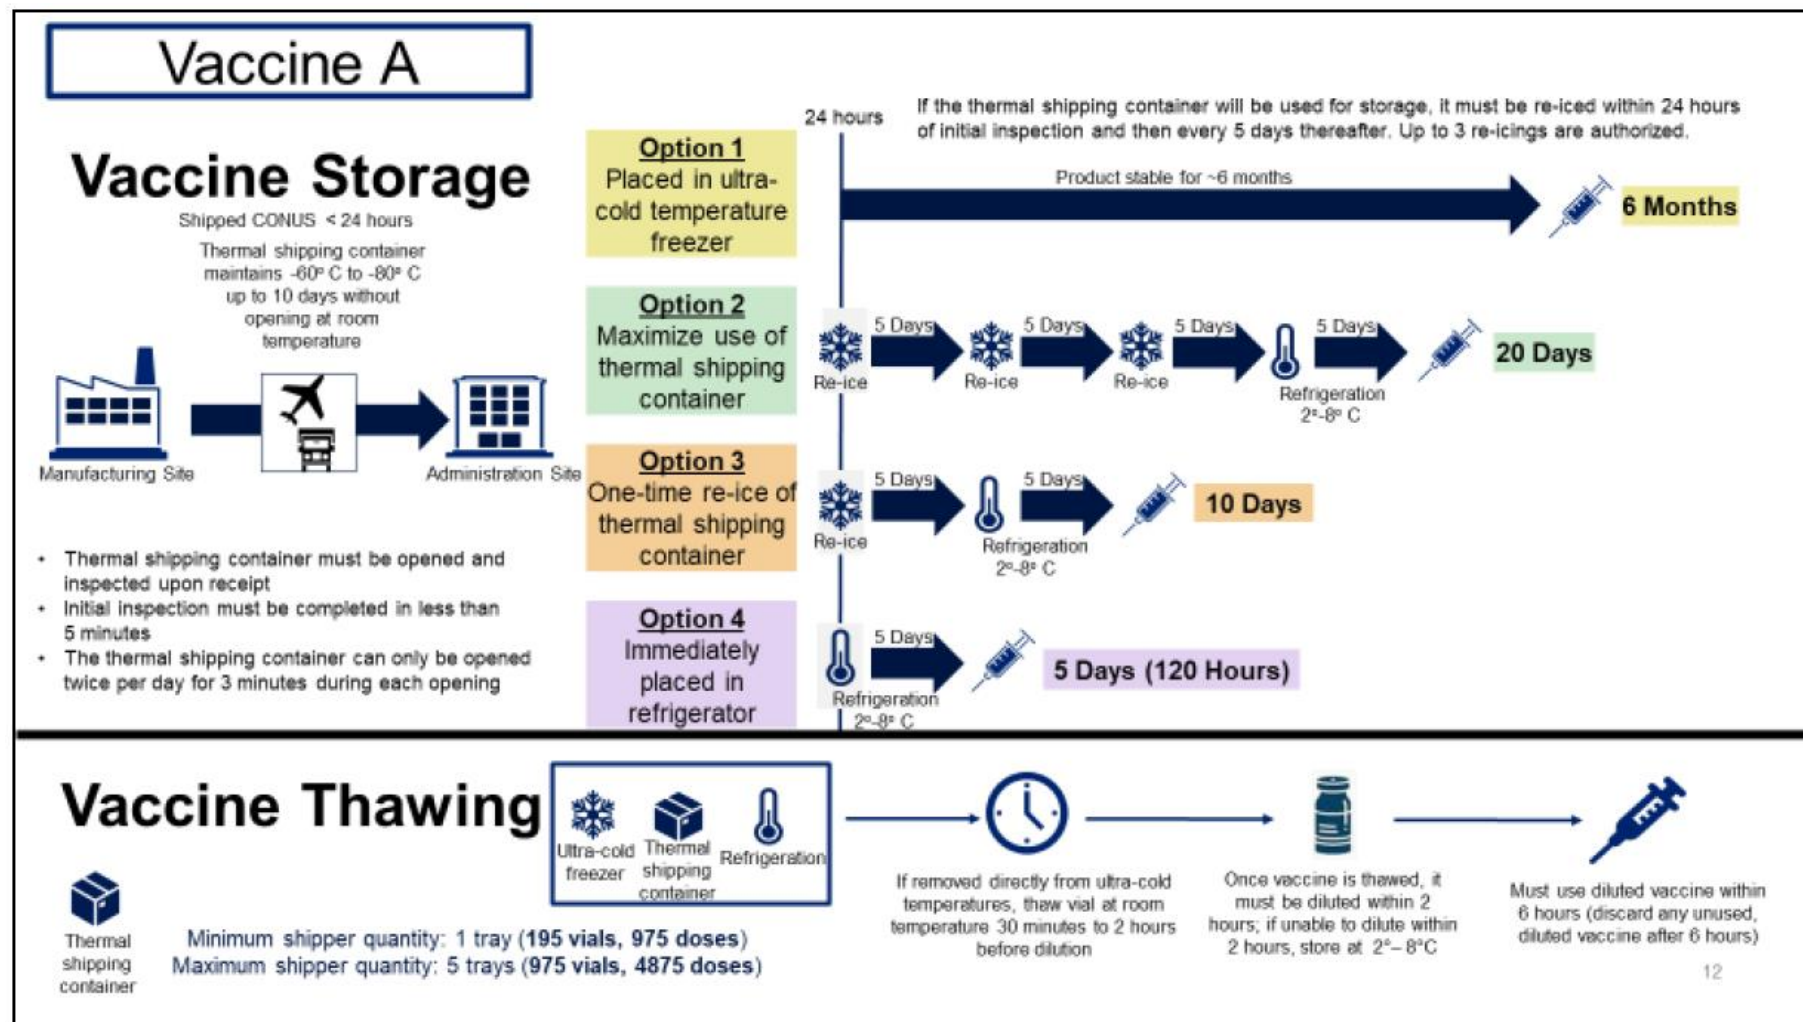 Vaccine A
Vaccine Storage
Shipped CONUS < 24 hours
Thermal shipping container
maintains -60º C to -80º C
up to 10 days without
opening at room
temperature
Manufacturing Site
Administration Site
• Thermal shipping container must be opened and
inspected upon receipt
• Initial inspection must be completed in less than
5 minutes
• The thermal shipping container can only be opened
twice per day for 3 minutes during each opening
24 hours
If the thermal shipping container will be used for storage, it must be re-iced within 24 hours
of initial inspection and then every 5 days thereafter. Up to 3 re-icings are authorized.
Option 1
Placed in ultra-
cold temperature
freezer
Product stable for ~6 months
6 Months
Option 2
Maximize use of
thermal shipping
container
Re-ice
5 Days
Re-ice
5 Days
Re-ice
5 Days
Refrigeration
2º-8º C
5 Days
20 Days
Option 3
One-time re-ice of
thermal shipping
container
Re-ice
5 Days
Refrigeration
2º-8º C
5 Days
10 Days
Option 4
Immediately
placed in
refrigerator
5 Days
Refrigeration
2º-8º C
5 Days (120 Hours)
Vaccine Thawing
Ultra-cold
freezer
Thermal
shipping
container
Refrigeration
Thermal
shipping
container
Minimum shipper quantity: 1 tray (195 vials, 975 doses)
Maximum shipper quantity: 5 trays (975 vials, 4875 doses)
If removed directly from ultra-cold
temperatures, thaw vial at room
temperature 30 minutes to 2 hours
before dilution
Once vaccine is thawed, it
must be diluted within 2
hours; if unable to dilute within
2 hours, store at 2°– 8°C
Must use diluted vaccine within
6 hours (discard any unused,
diluted vaccine after 6 hours)
12